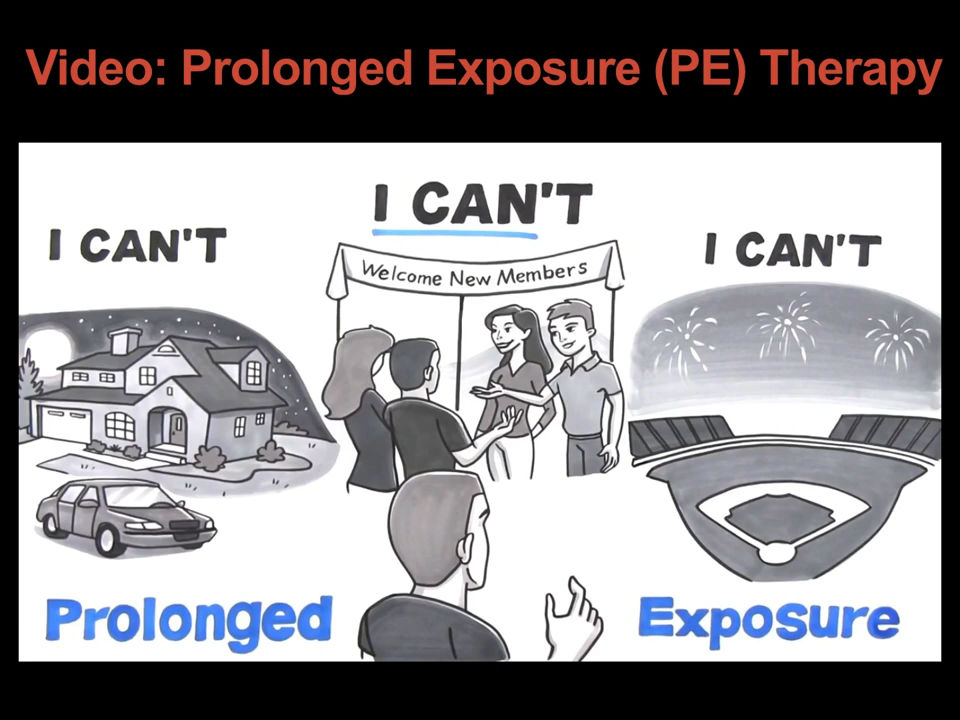 Video: Prolonged Exposure (PE) Therapy
I CAN'T
I CAN'T
I CAN'T
Welcome New Members
Prolonged
Exposure